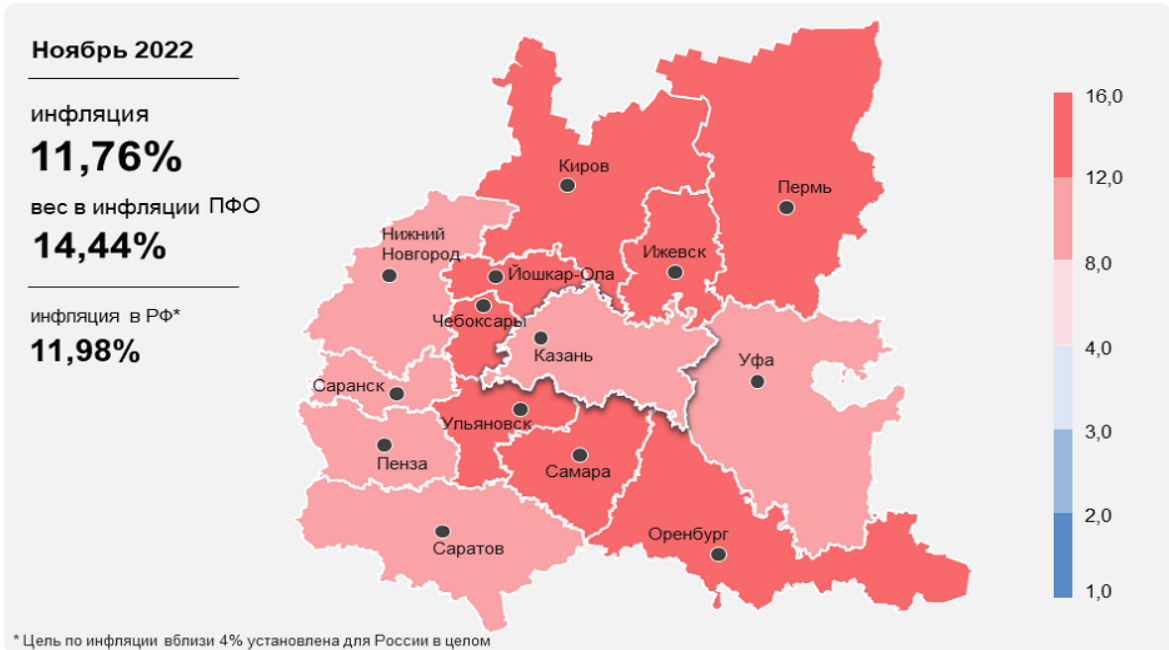 Ноябрь 2022
инфляция
11,76%
вес в инфляции ПФО
14,44%
инфляция в РФ*
11,98%
Киров
Пермь
Нижний
Новгород
Ижевск
Йошкар-Ола
Чебоксары
Казань
Уфа
Саранск
Ульяновск
Пенза
Самара
Саратов
Оренбург
16,0
12,0
8,0
4,0
3,0
2,0
1,0
* Цель по инфляции вблизи 4% установлена для России в целом